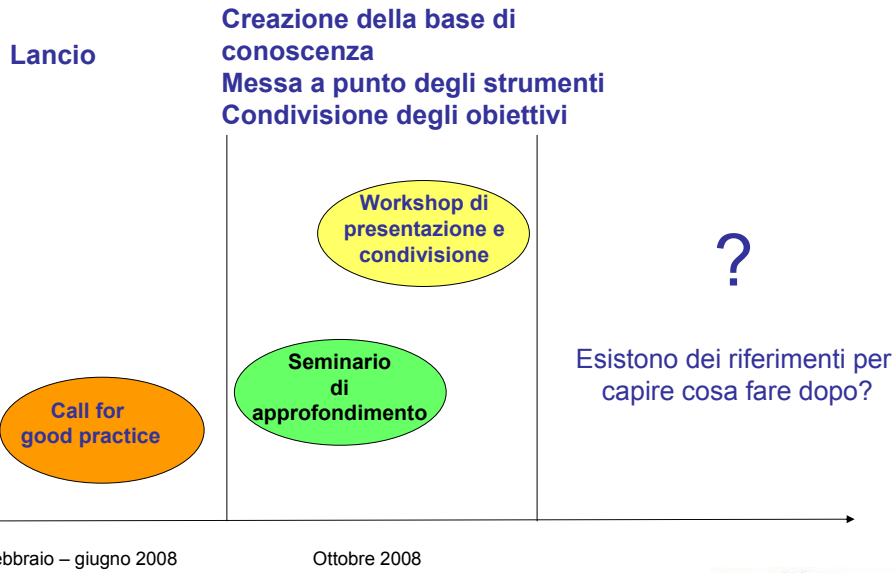 Lancio
Creazione della base di
conoscenza
Messa a punto degli strumenti
Condivisione degli obiettivi
Workshop di
presentazione e
condivisione
Seminario
di
approfondimento
Call for
good practice
?
Esistono dei riferimenti per
capire cosa fare dopo?
ebbraio – giugno 2008
Ottobre 2008